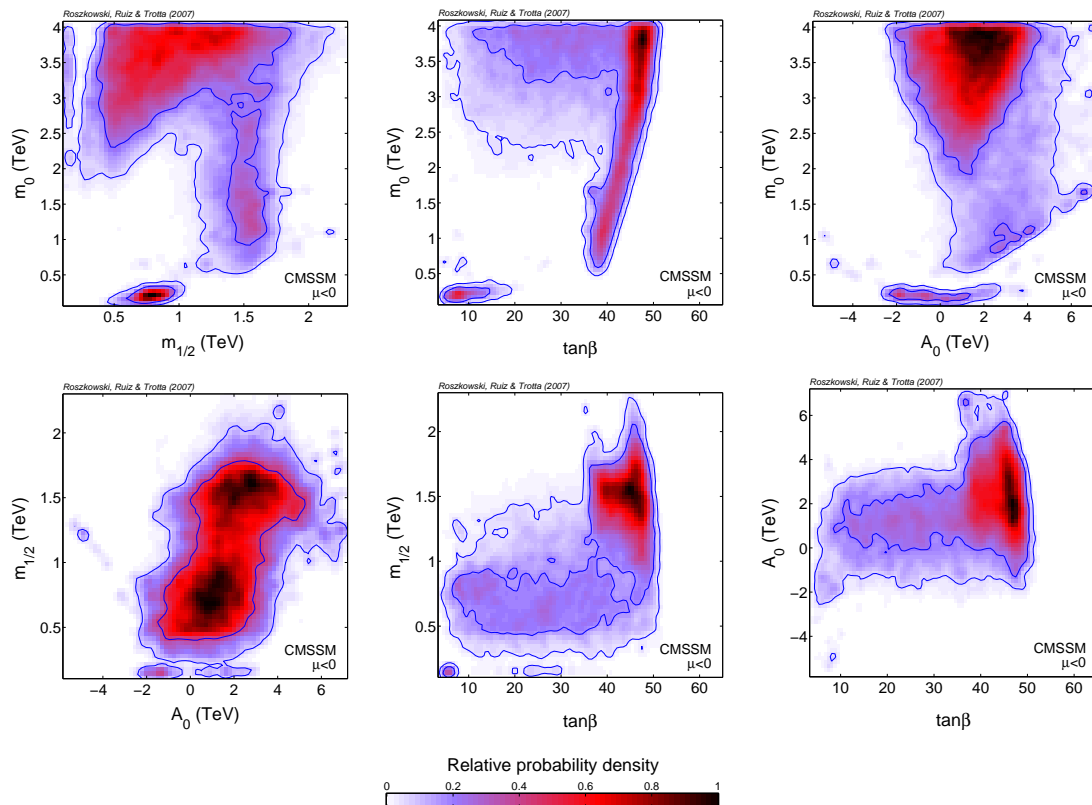 Roszkowski, Ruiz & Trotta (2007)
4
3.5
3
2.5
2
1.5
1
0.5
m0 (TeV)
CMSSM
μ<0
0.5 1 1.5 2
m1/2 (TeV)
Roszkowski, Ruiz & Trotta (2007)
4
3.5
3
2.5
2
1.5
1
0.5
m0 (TeV)
CMSSM
μ<0
10 20 30 40 50 60
tanβ
Roszkowski, Ruiz & Trotta (2007)
4
3.5
3
2.5
2
1.5
1
0.5
m0 (TeV)
CMSSM
μ<0
−4 −2 0 2 4 6
A0 (TeV)
Roszkowski, Ruiz & Trotta (2007)
2
1.5
1
0.5
m1/2 (TeV)
CMSSM
μ<0
−4 −2 0 2 4 6
A0 (TeV)
Roszkowski, Ruiz & Trotta (2007)
2
1.5
1
0.5
m1/2 (TeV)
CMSSM
μ<0
10 20 30 40 50 60
tanβ
Roszkowski, Ruiz & Trotta (2007)
6
4
2
0
−2
−4
A0 (TeV)
CMSSM
μ<0
10 20 30 40 50 60
tanβ
Relative probability density
0 0.2 0.4 0.6 0.8 1